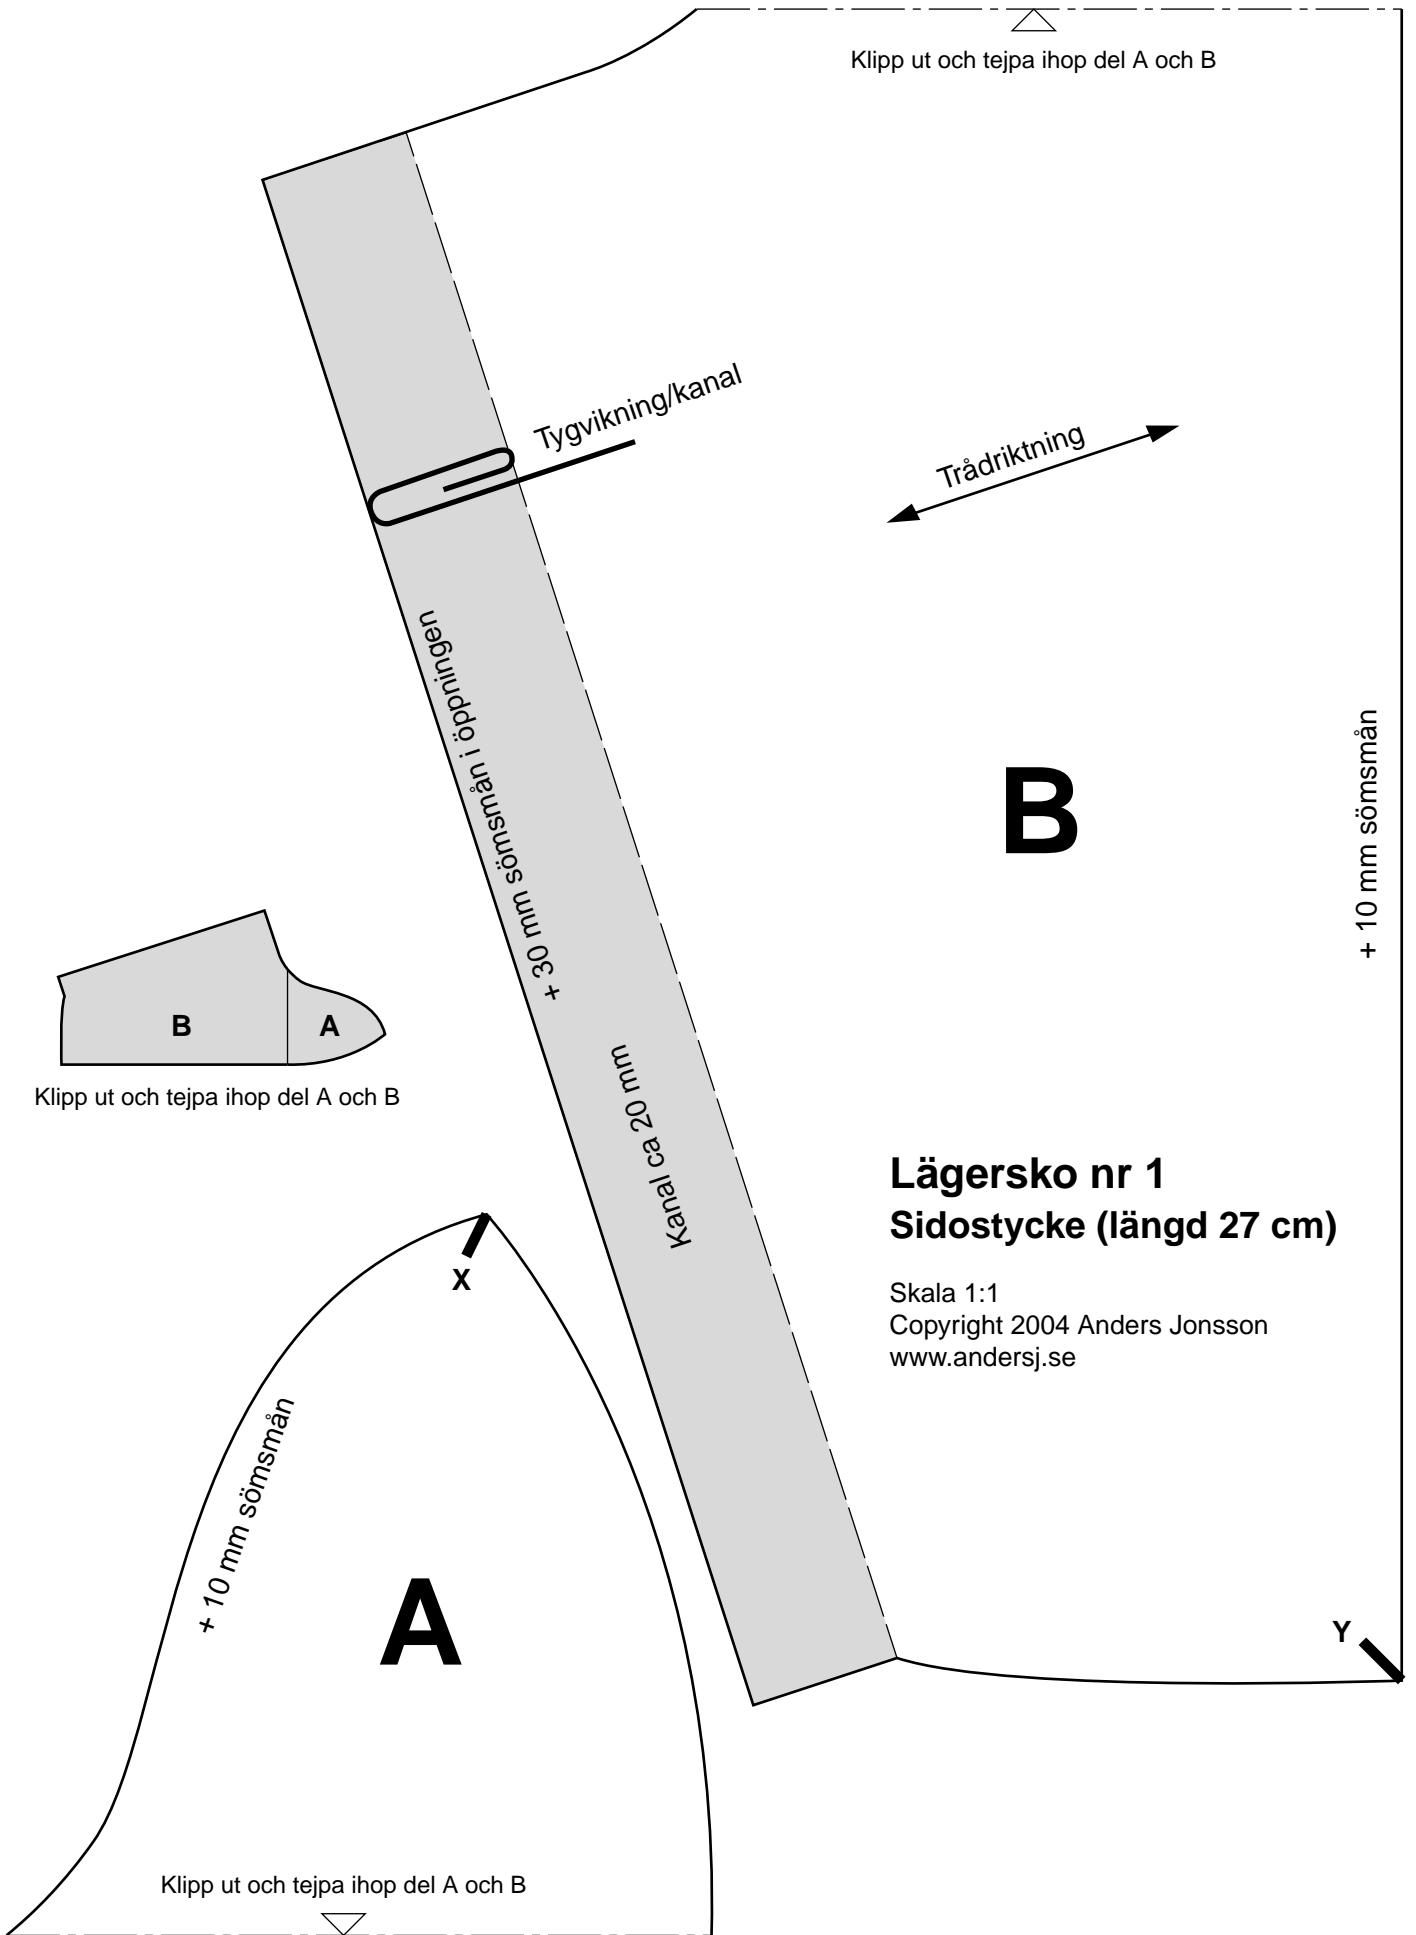 Klipp ut och tejpa ihop del A och B
Tygvikning/kanal
Trådriktning
+ 30 mm sömsmån i öppningen
B
+ 10 mm sömsmån
B
A
Klipp ut och tejpa ihop del A och B
Kanal ca 20 mm
Lägersko nr 1
Sidostycke (längd 27 cm)
Skala 1:1
Copyright 2004 Anders Jonsson
www.andersj.se
X
+ 10 mm sömsmån
A
Y
Klipp ut och tejpa ihop del A och B